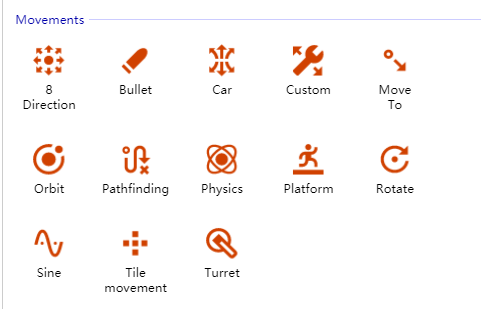 Movements
8
Direction
Bullet
Car
Custom
Move
To
Orbit
Pathfinding
Physics
Platform
Rotate
Sine
Tile
movement
Turret